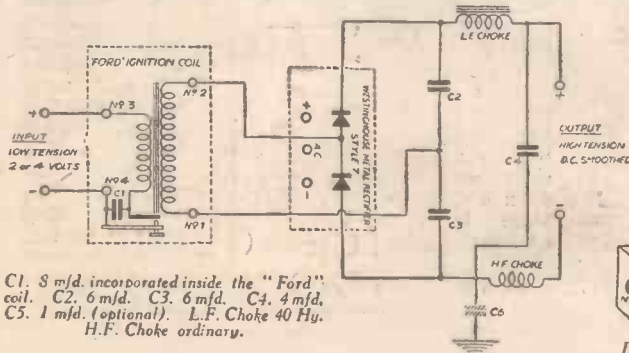 'FORD' IGNITION COIL
Nº 3
Nº 2
+
INPUT
LOW TENSION
2 or 4 VOLTS
-
Nº 4
C1
Nº 1
+
AC
-
WESTINGHOUSE METAL RECTIFIER
STYLE 7
C2
C3
L.F. CHOKE
C4
+
OUTPUT
HIGH TENSION
D.C. SMOOTHED
-
H.F. CHOKE
C5
C1. 8 mfd. incorporated inside the "Ford"
coil. C2. 6 mfd. C3. 6 mfd. C4. 4 mfd.
C5. 1 mfd. (optional). L.F. Choke 40 Hy.
H.F. Choke ordinary.